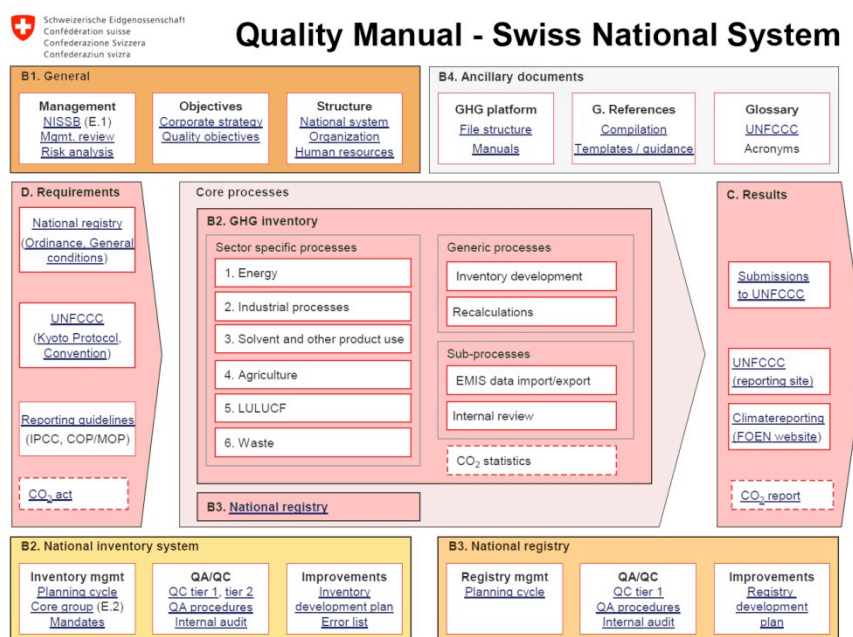 Schweizerische Eidgenossenschaft
Confédération suisse
Confederazione Svizzera
Confederaziun svizra
Quality Manual - Swiss National System
B1. General
Management
NISSB (E.1)
Mgmt. review
Risk analysis
Objectives
Corporate strategy
Quality objectives
Structure
National system
Organization
Human resources
B4. Ancillary documents
GHG platform
File structure
Manuals
G. References
Compilation
Templates / guidance
Glossary
UNFCCC
Acronyms
D. Requirements
National registry
(Ordinance, General
conditions)
UNFCCC
(Kyoto Protocol,
Convention)
Reporting guidelines
(IPCC, COP/MOP)
CO2 act
Core processes
B2. GHG inventory
Sector specific processes
1. Energy
2. Industrial processes
3. Solvent and other product use
4. Agriculture
5. LULUCF
6. Waste
Generic processes
Inventory development
Recalculations
Sub-processes
EMIS data import/export
Internal review
CO2 statistics
B3. National registry
C. Results
Submissions
to UNFCCC
UNFCCC
(reporting site)
Climatereporting
(FOEN website)
CO2 report
B2. National inventory system
Inventory mgmt
Planning cycle
Core group (E.2)
Mandates
QA/QC
QC tier 1, tier 2
QA procedures
Internal audit
Improvements
Inventory
development plan
Error list
B3. National registry
Registry mgmt
Planning cycle
QA/QC
QC tier 1
QA procedures
Internal audit
Improvements
Registry
development
plan